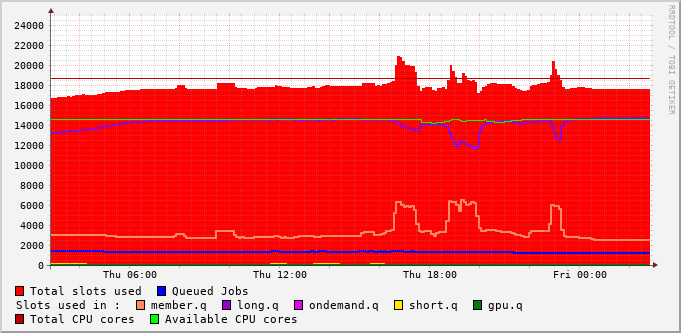 24000
22000
20000
18000
16000
14000
12000
10000
8000
6000
4000
2000
0
Thu 06:00 Thu 12:00 Thu 18:00 Fri 00:00
RRDTOOL / TOBI OETIKER
Total slots used Queued Jobs
Slots used in : member.q long.q ondemand.q short.q gpu.q
Total CPU cores Available CPU cores